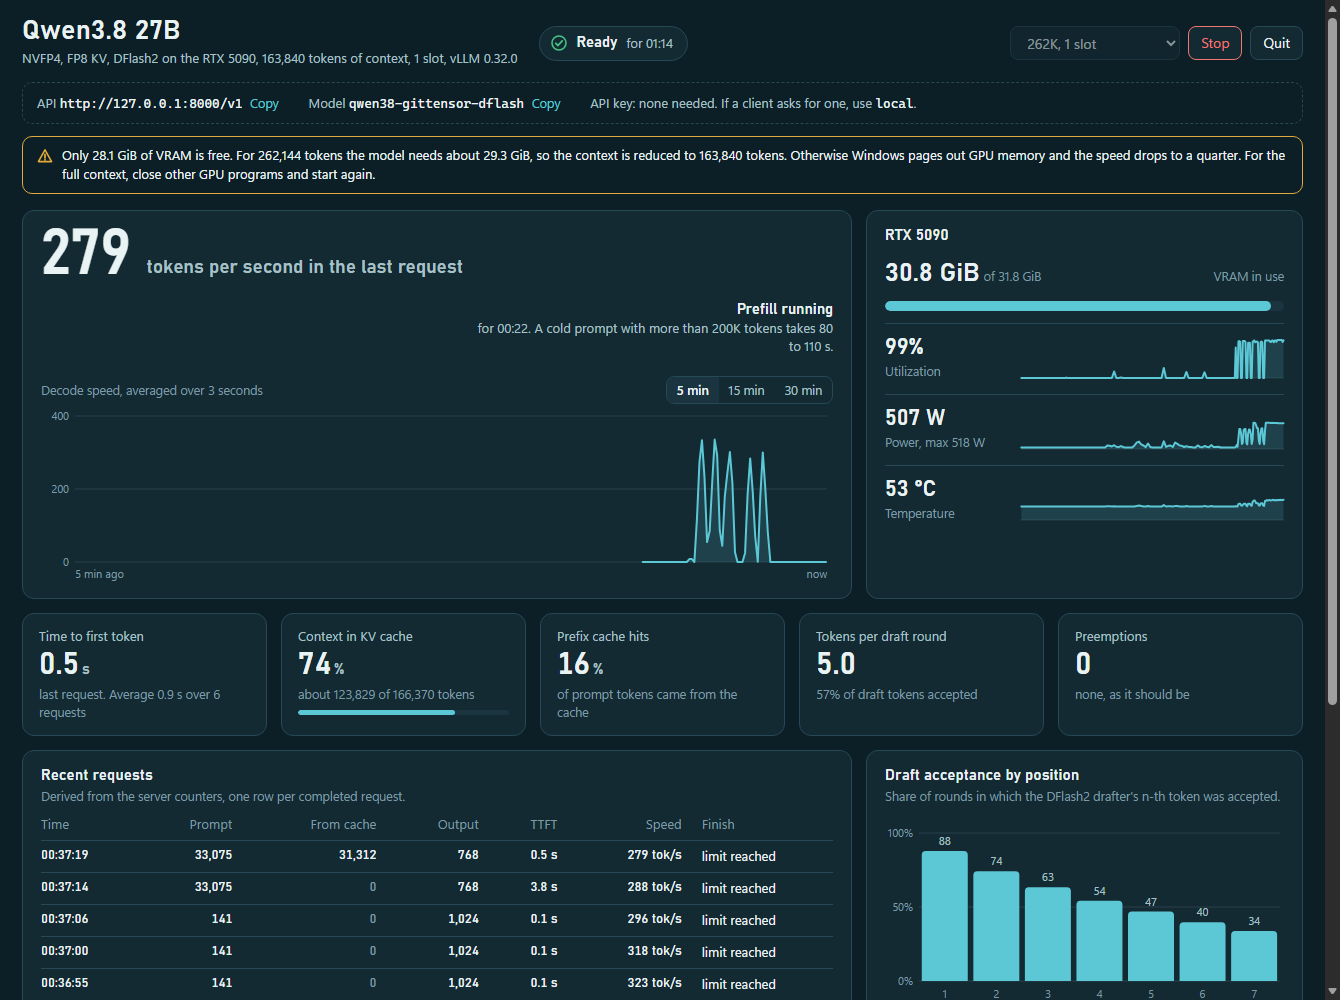 Qwen3.8 27B
NVFP4, FP8 KV, DFlash2 on the RTX 5090, 163,840 tokens of context, 1 slot, vLLM 0.32.0
Ready for 01:14
262K, 1 slot
Stop
Quit
API http://127.0.0.1:8000/v1 Copy Model qwen38-gittensor-dflash Copy API key: none needed. If a client asks for one, use local.
Only 28.1 GiB of VRAM is free. For 262,144 tokens the model needs about 29.3 GiB, so the context is reduced to 163,840 tokens. Otherwise Windows pages out GPU memory and the speed drops to a quarter. For the
full context, close other GPU programs and start again.
279 tokens per second in the last request
Prefill running
for 00:22. A cold prompt with more than 200K tokens takes 80
to 110 s.
Decode speed, averaged over 3 seconds
5 min 15 min 30 min
400
200
0
5 min ago now
RTX 5090
30.8 GiB of 31.8 GiB VRAM in use
99%
Utilization
507 W
Power, max 518 W
53 °C
Temperature
Time to first token
0.5 s
last request. Average 0.9 s over 6
requests
Context in KV cache
74 %
about 123,829 of 166,370 tokens
Prefix cache hits
16 %
of prompt tokens came from the
cache
Tokens per draft round
5.0
57% of draft tokens accepted
Preemptions
0
none, as it should be
Recent requests
Derived from the server counters, one row per completed request.
Time Prompt From cache Output TTFT Speed Finish
00:37:19 33,075 31,312 768 0.5 s 279 tok/s limit reached
00:37:14 33,075 0 768 3.8 s 288 tok/s limit reached
00:37:06 141 0 1,024 0.1 s 296 tok/s limit reached
00:37:00 141 0 1,024 0.1 s 318 tok/s limit reached
00:36:55 141 0 1,024 0.1 s 323 tok/s limit reached
Draft acceptance by position
Share of rounds in which the DFlash2 drafter's n-th token was accepted.
100%
50%
0%
88 74 63 54 47 40 34
1 2 3 4 5 6 7